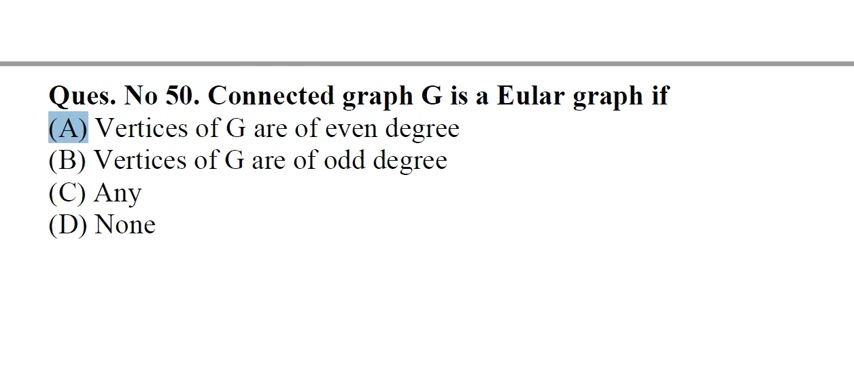 Ques. No 50. Connected graph G is a Eular graph if
(A) Vertices of G are of even degree
(B) Vertices of G are of odd degree
(C) Any
(D) None